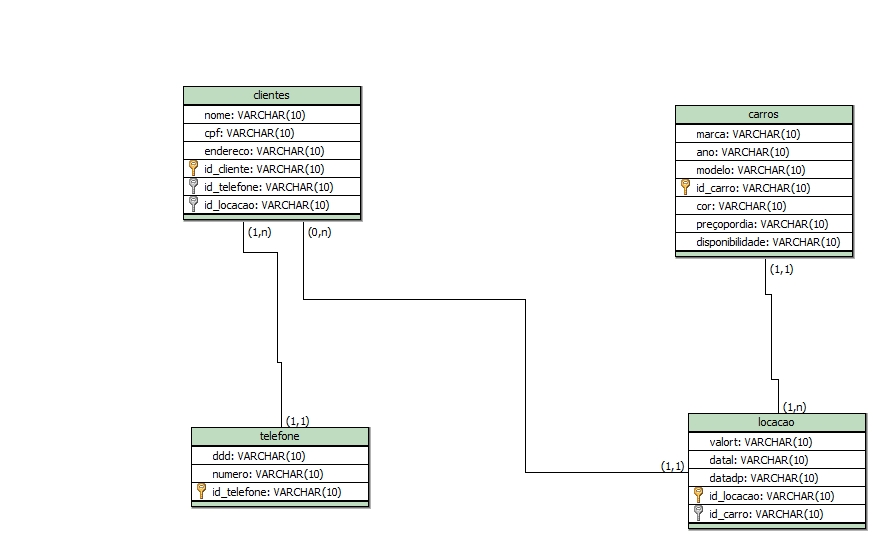 clientes
nome: VARCHAR(10)
cpf: VARCHAR(10)
endereco: VARCHAR(10)
id_cliente: VARCHAR(10)
id_telefone: VARCHAR(10)
id_locacao: VARCHAR(10)
(1,n)
(0,n)
carros
marca: VARCHAR(10)
ano: VARCHAR(10)
modelo: VARCHAR(10)
id_carro: VARCHAR(10)
cor: VARCHAR(10)
preçopordia: VARCHAR(10)
disponibilidade: VARCHAR(10)
(1,1)
(1,1)
telefone
ddd: VARCHAR(10)
numero: VARCHAR(10)
id_telefone: VARCHAR(10)
(1,n)
(1,1)
locacao
valort: VARCHAR(10)
datal: VARCHAR(10)
datadp: VARCHAR(10)
id_locacao: VARCHAR(10)
id_carro: VARCHAR(10)